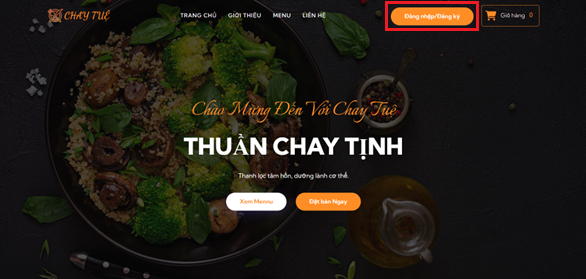 CHAY TUỆ
TRANG CHỦ GIỚI THIỆU MENU LIÊN HỆ
Đăng nhập/Đăng ký
Giỏ hàng 0
Chào Mừng Đến Với Chay Tuệ
THUẦN CHAY TỊNH
Thanh lọc tâm hồn, dưỡng lành cơ thể.
Xem Mennu
Đặt bàn Ngay